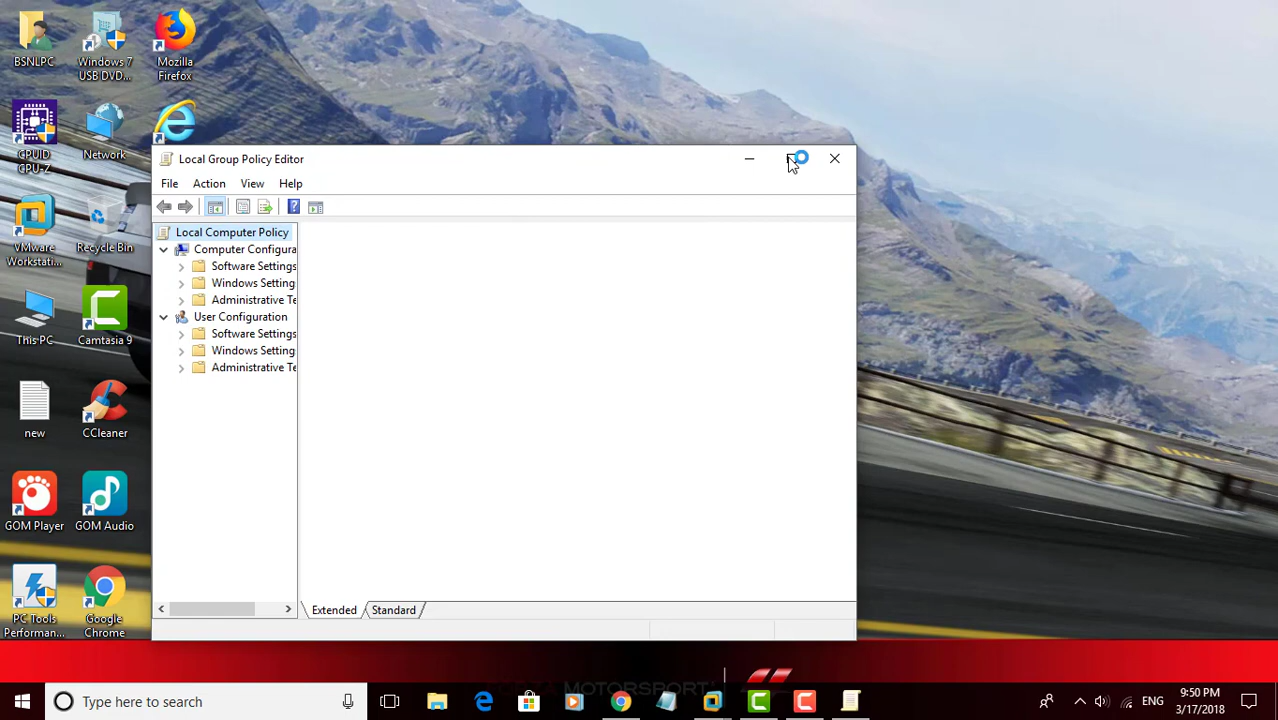 BSNLPC
Windows 7
USB DVD...
Mozilla
Firefox
CPUID
CPU-Z
Network
VMware
Workstati...
Recycle Bin
This PC
Camtasia 9
new
CCleaner
GOM Player
GOM Audio
PC Tools
Performan...
Google
Chrome
Local Group Policy Editor
File
Action
View
Help
Local Computer Policy
Computer Configura
Software Settings
Windows Setting
Administrative Te
User Configuration
Software Settings
Windows Setting
Administrative Te
Extended
Standard
MOTORSPORT
Type here to search
ENG
9:50 PM
3/17/2018